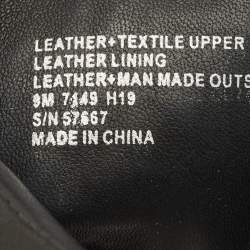 LEATHER+TEXTILE UPPER
LEATHER LINING
LEATHER+MAN MADE OUTS
9M 7149 H19
S/N 57667
MADE IN CHINA